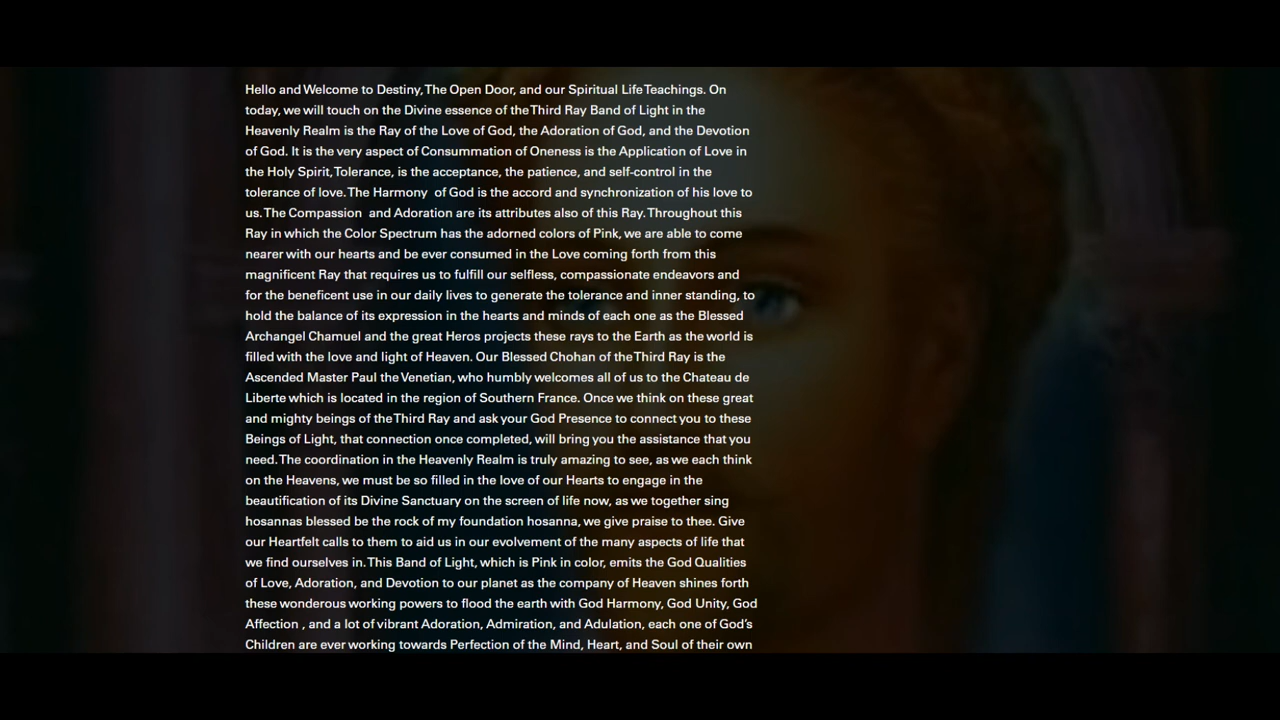 Hello and Welcome to Destiny, The Open Door, and our Spiritual Life Teachings. On
today, we will touch on the Divine essence of the Third Ray Band of Light in the
Heavenly Realm is the Ray of the Love of God, the Adoration of God, and the Devotion
of God. It is the very aspect of Consummation of Oneness is the Application of Love in
the Holy Spirit, Tolerance, is the acceptance, the patience, and self-control in the
tolerance of love. The Harmony  of God is the accord and synchronization of his love to
us. The Compassion  and Adoration are its attributes also of this Ray. Throughout this
Ray in which the Color Spectrum has the adorned colors of Pink, we are able to come
nearer with our hearts and be ever consumed in the Love coming forth from this
magnificent Ray that requires us to fulfill our selfless, compassionate endeavors and
for the beneficent use in our daily lives to generate the tolerance and inner standing, to
hold the balance of its expression in the hearts and minds of each one as the Blessed
Archangel Chamuel and the great Heros projects these rays to the Earth as the world is
filled with the love and light of Heaven. Our Blessed Chohan of the Third Ray is the
Ascended Master Paul the Venetian, who humbly welcomes all of us to the Chateau de
Liberte which is located in the region of Southern France. Once we think on these great
and mighty beings of the Third Ray and ask your God Presence to connect you to these
Beings of Light, that connection once completed, will bring you the assistance that you
need. The coordination in the Heavenly Realm is truly amazing to see, as we each think
on the Heavens, we must be so filled in the love of our Hearts to engage in the
beautification of its Divine Sanctuary on the screen of life now, as we together sing
hosannas blessed be the rock of my foundation hosanna, we give praise to thee. Give
our Heartfelt calls to them to aid us in our evolvement of the many aspects of life that
we find ourselves in. This Band of Light, which is Pink in color, emits the God Qualities
of Love, Adoration, and Devotion to our planet as the company of Heaven shines forth
these wonderous working powers to flood the earth with God Harmony, God Unity, God
Affection , and a lot of vibrant Adoration, Admiration, and Adulation, each one of God's
Children are ever working towards Perfection of the Mind, Heart, and Soul of their own